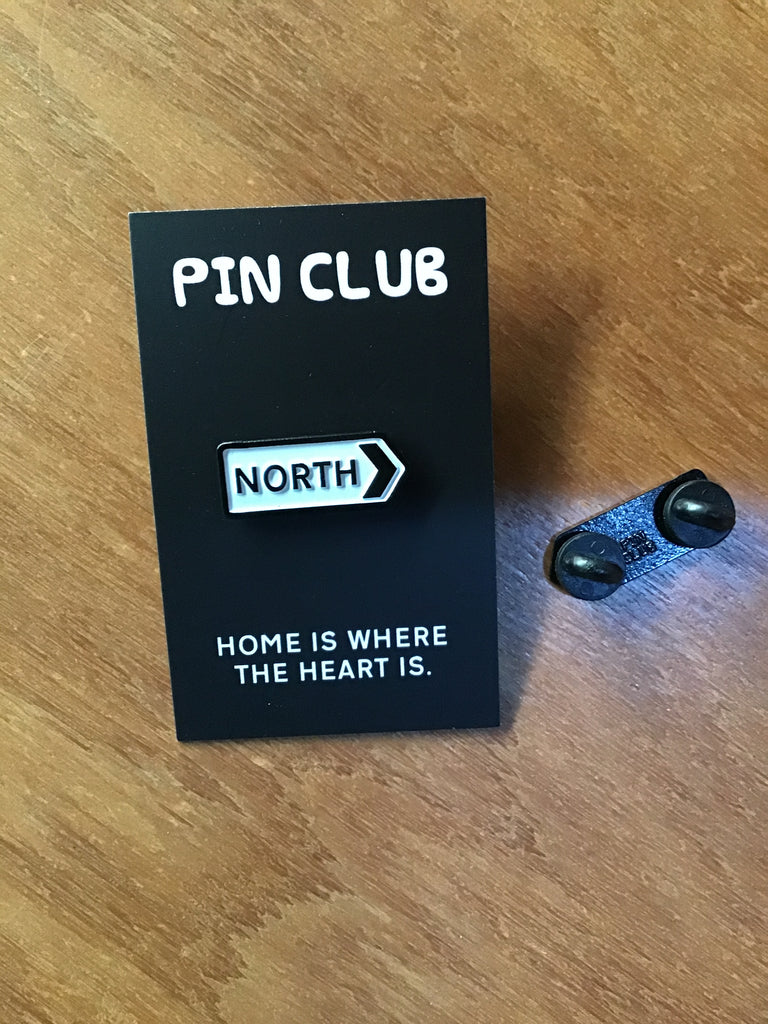 PIN CLUB
NORTH
HOME IS WHERE
THE HEART IS.